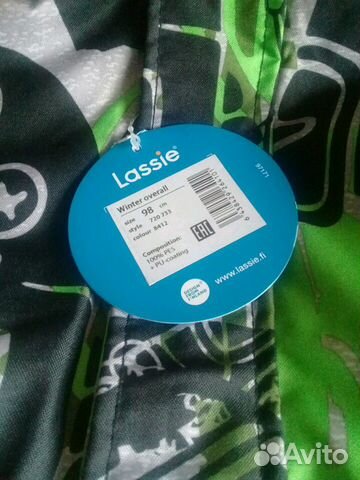 Lassie®
Winter overall
size 98 cm
style 720 733
colour 8412
Composition:
100% PES
+ PU-coating
EAC
97171
www.lassie.fi
DESIGN
FROM
FINLAND
Avito